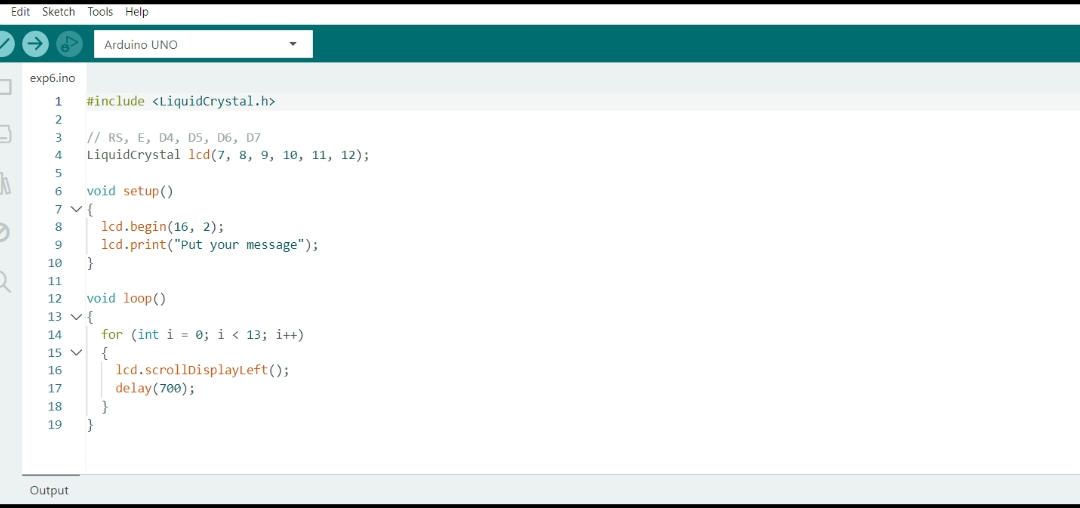 Edit Sketch Tools Help
Arduino UNO
exp6.ino
1 #include <LiquidCrystal.h>
2
3 // RS, E, D4, D5, D6, D7
4 LiquidCrystal lcd(7, 8, 9, 10, 11, 12);
5
6 void setup()
7 {
8 lcd.begin(16, 2);
9 lcd.print("Put your message");
10 }
11
12 void loop()
13 {
14 for (int i = 0; i < 13; i++)
15 {
16 lcd.scrollDisplayLeft();
17 delay(700);
18 }
19 }
Output